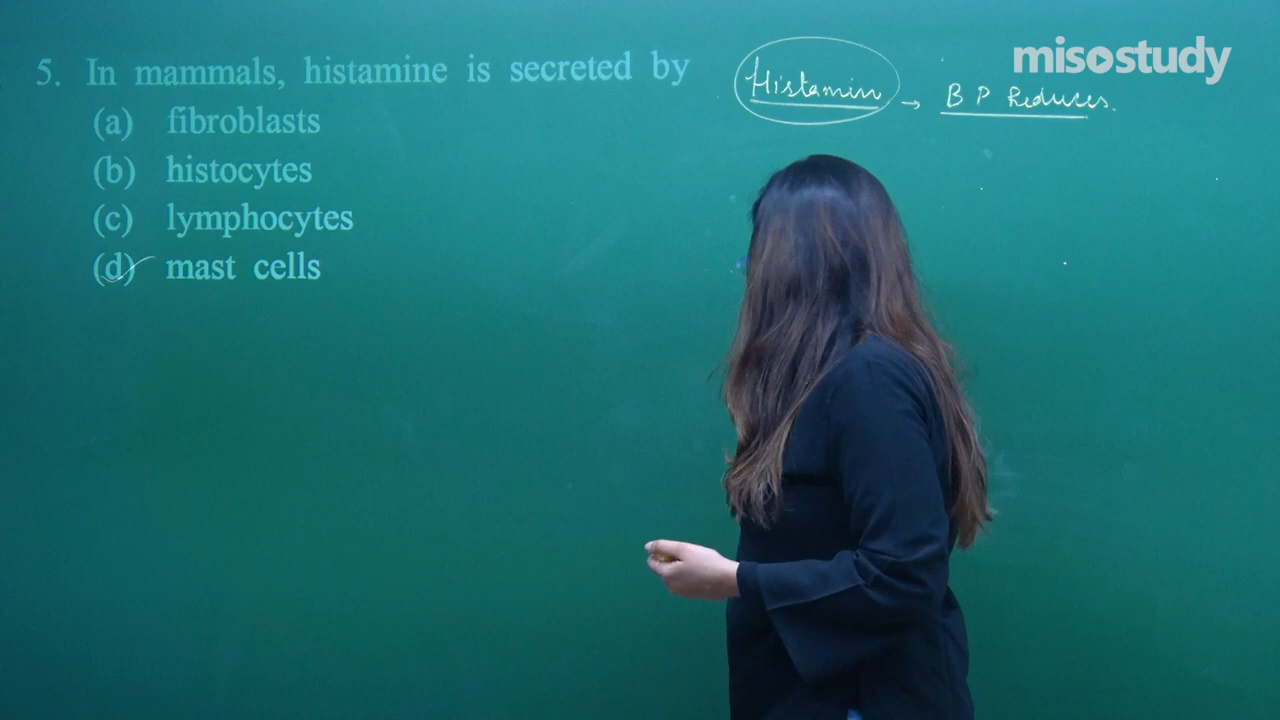 misostudy
5. In mammals, histamine is secreted by
Histamin → B P Reduces.
(a) fibroblasts
(b) histocytes
(c) lymphocytes
(d) mast cells